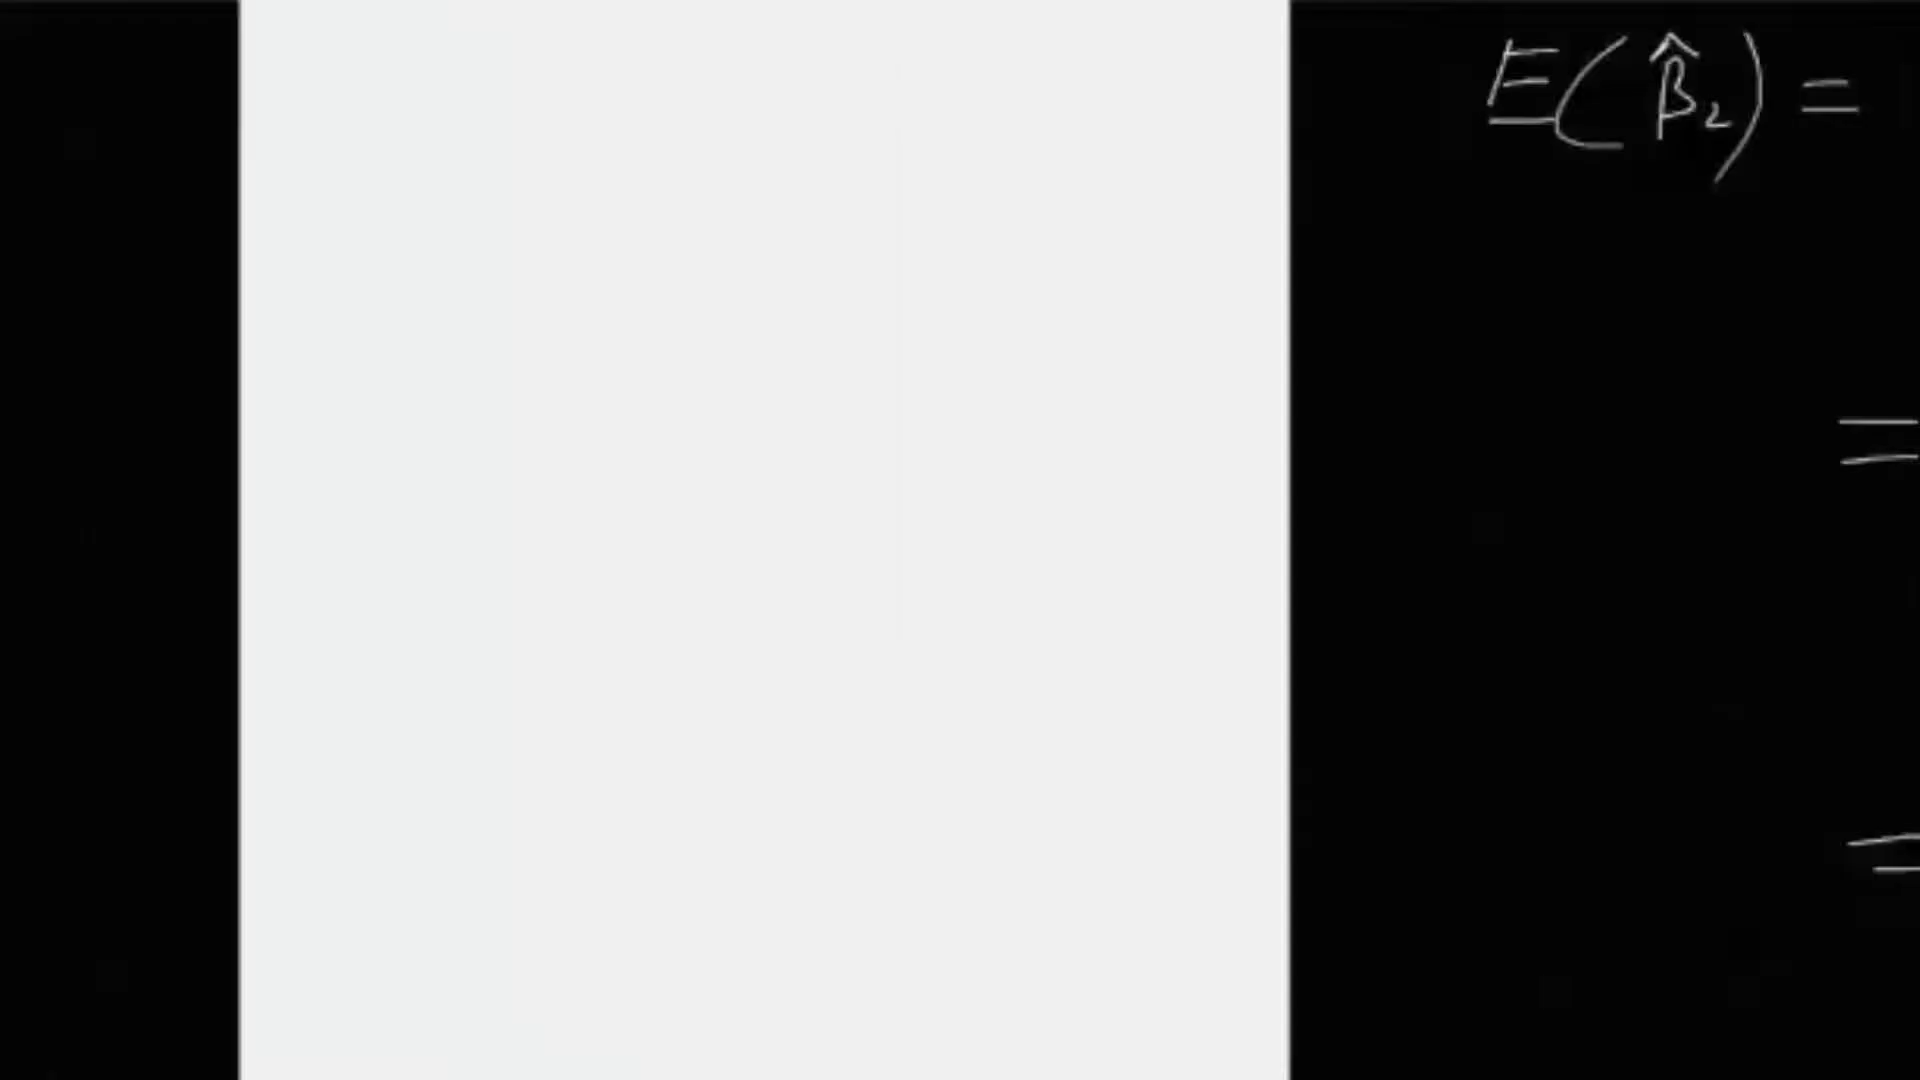 E(β̂₂) =
=
=